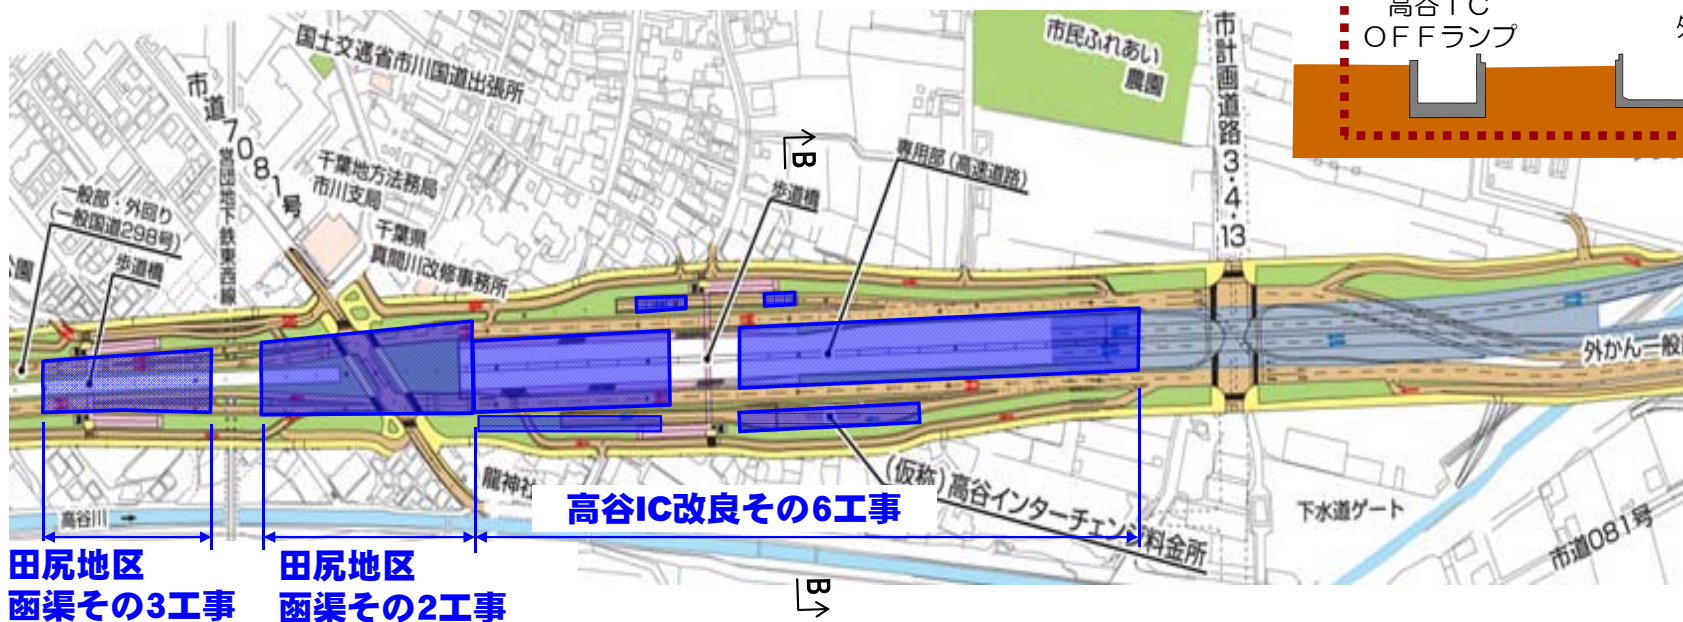 高谷IC
OFFランプ
市民ふれあい
農園
市計画道路3・4・13
国土交通省市川国道出張所
市道7081号
営団地下鉄東西線
千葉地方法務局
市川支局
千葉県
真間川改修事務所
一般部・外回り
(一般国道298号)
歩道橋
公園
B
歩道橋
専用部(高速道路)
外かん一般
龍神社
(仮称)高谷インターチェンジ料金所
下水道ゲート
市道081号
高谷川
高谷IC改良その6工事
田尻地区
函渠その3工事
田尻地区
函渠その2工事
B